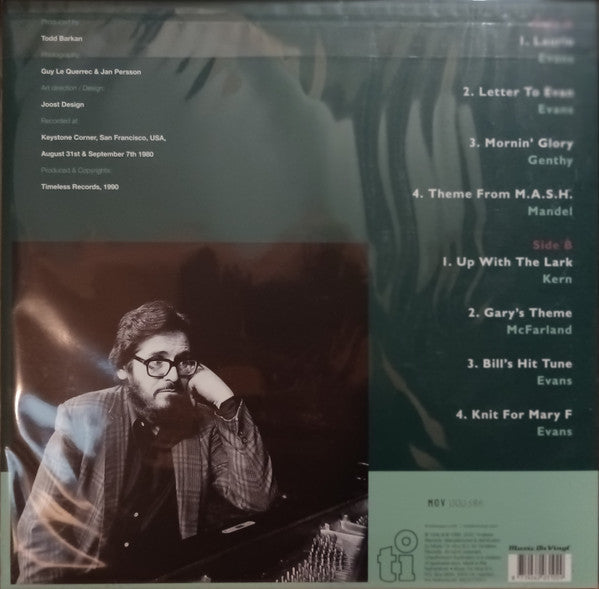 Produced by
Todd Barkan
Photography
Guy Le Querrec & Jan Persson
Art direction / Design:
Joost Design
Recorded at
Keystone Corner, San Francisco, USA,
August 31st & September 7th 1980
Produced & Copyrights:
Timeless Records, 1990
1. Laurie
Evans
2. Letter To Evan
Evans
3. Mornin' Glory
Genthy
4. Theme From M.A.S.H.
Mandel
Side B
1. Up With The Lark
Kern
2. Gary's Theme
McFarland
3. Bill's Hit Tune
Evans
4. Knit For Mary F
Evans
MOV
ti
Music On Vinyl